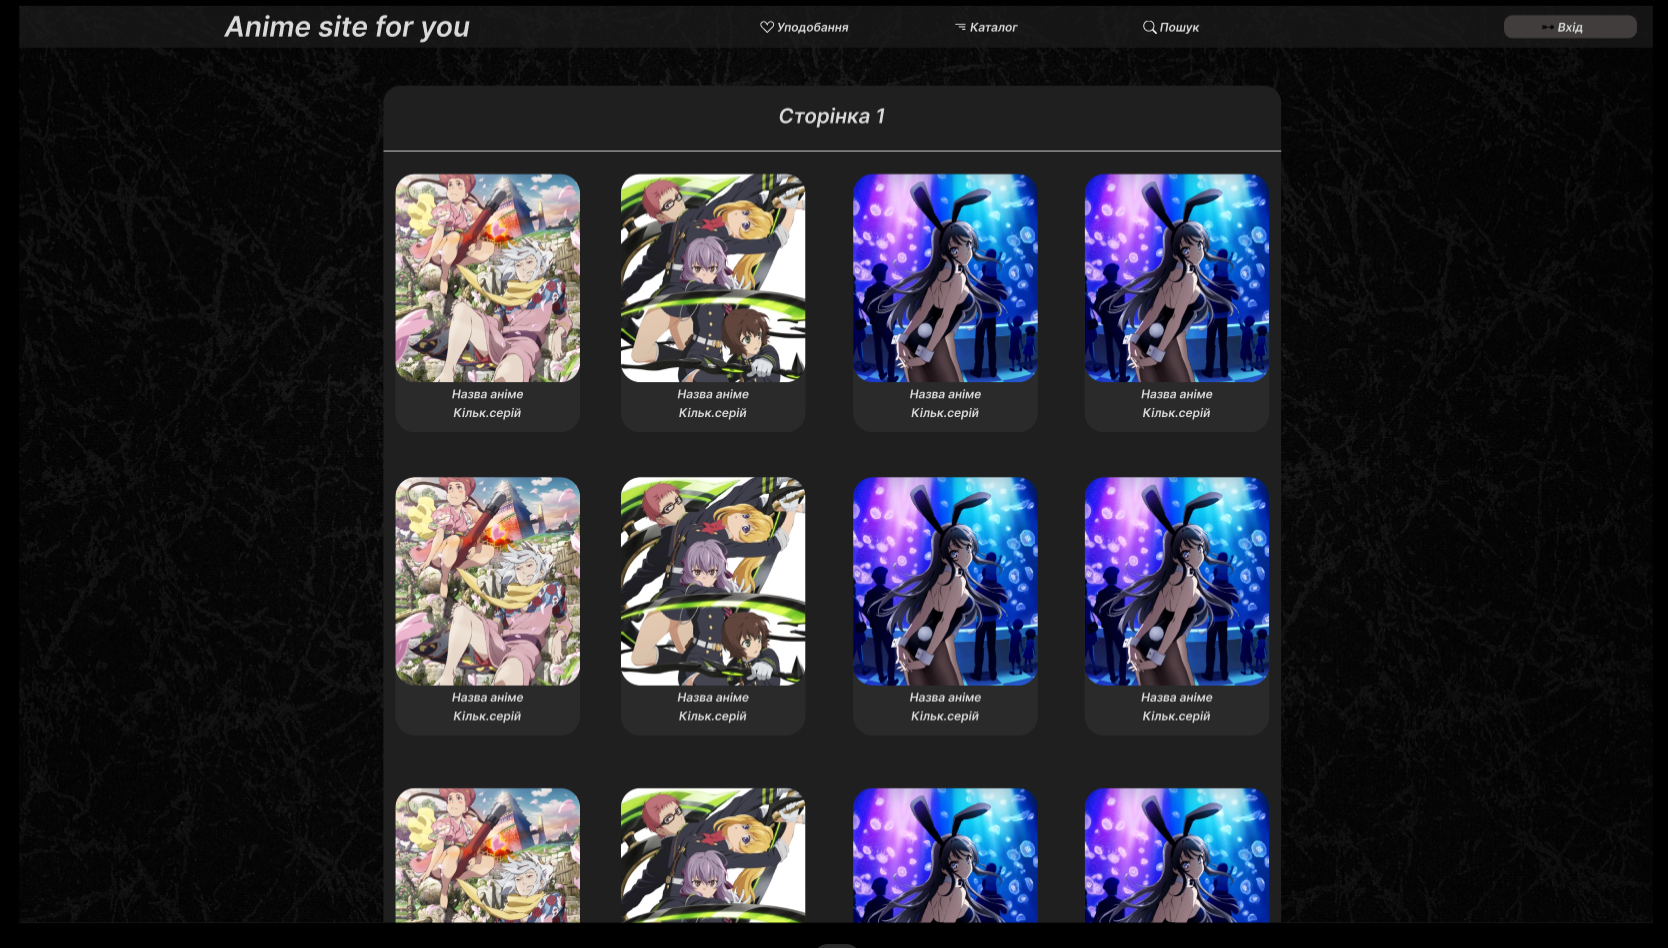 Anime site for you
Уподобання
Каталог
Пошук
Вхід
Сторінка 1
Назва аніме
Кільк.серій
Назва аніме
Кільк.серій
Назва аніме
Кільк.серій
Назва аніме
Кільк.серій
Назва аніме
Кільк.серій
Назва аніме
Кільк.серій
Назва аніме
Кільк.серій
Назва аніме
Кільк.серій